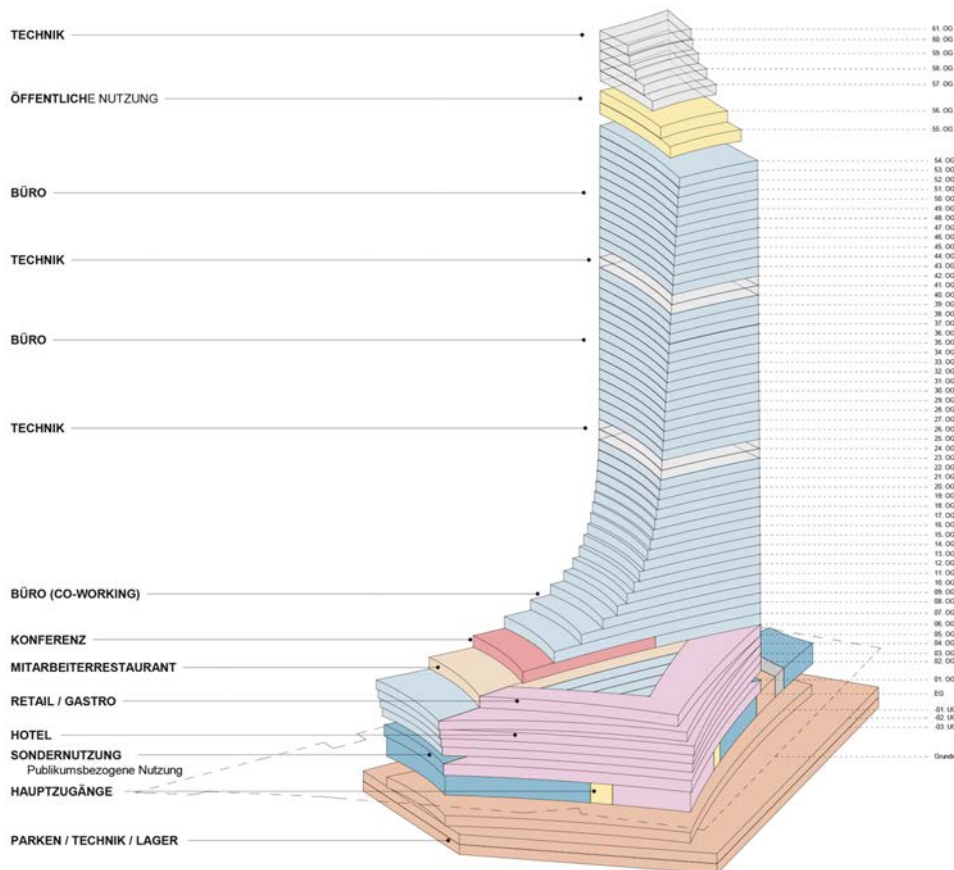 TECHNIK
ÖFFENTLICHE NUTZUNG
BÜRO
TECHNIK
BÜRO
TECHNIK
BÜRO (CO-WORKING)
KONFERENZ
MITARBEITERRESTAURANT
RETAIL / GASTRO
HOTEL
SONDERNUTZUNG
Publikumsbezogene Nutzung
HAUPTZUGÄNGE
PARKEN / TECHNIK / LAGER
61. OG
60. OG
59. OG
58. OG
57. OG
56. OG
55. OG
54. OG
53. OG
52. OG
51. OG
50. OG
49. OG
48. OG
47. OG
46. OG
45. OG
44. OG
43. OG
42. OG
41. OG
40. OG
39. OG
38. OG
37. OG
36. OG
35. OG
34. OG
33. OG
32. OG
31. OG
30. OG
29. OG
28. OG
27. OG
26. OG
25. OG
24. OG
23. OG
22. OG
21. OG
20. OG
19. OG
18. OG
17. OG
16. OG
15. OG
14. OG
13. OG
12. OG
11. OG
10. OG
09. OG
08. OG
07. OG
06. OG
05. OG
04. OG
03. OG
02. OG
01. OG
EG
-01. UG
-02. UG
-03. UG